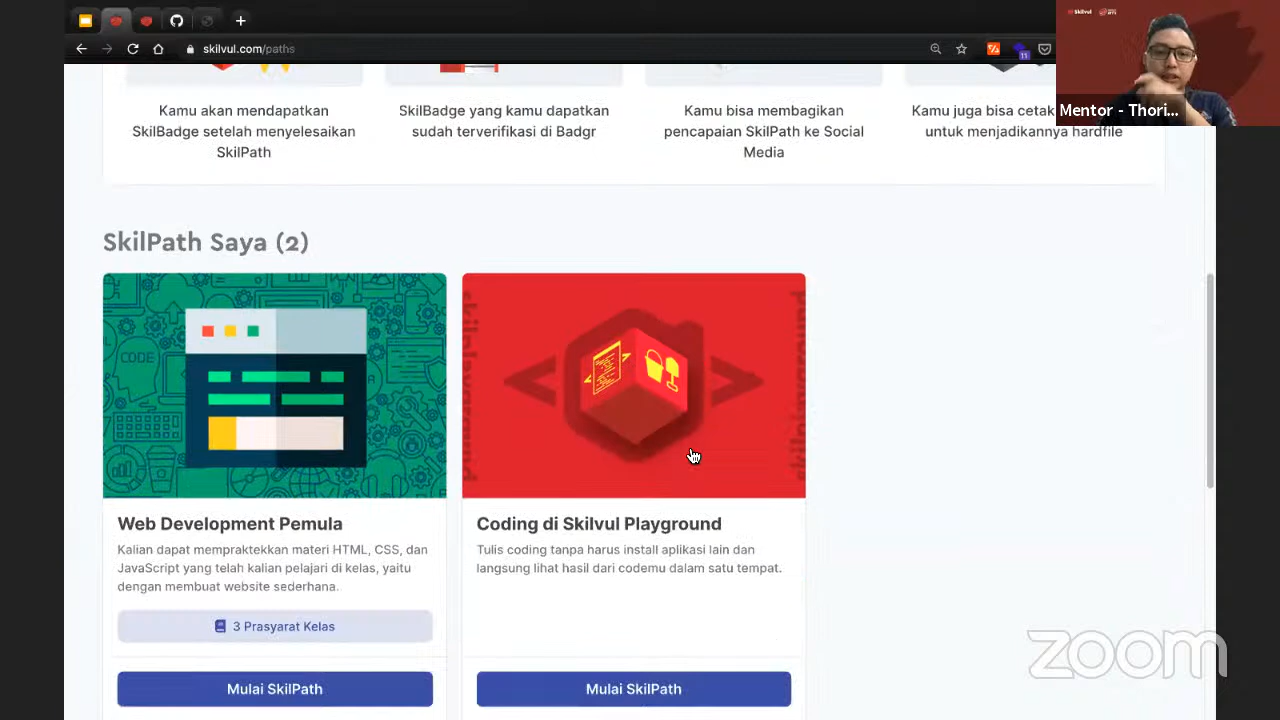 skilvul.com/paths
11
Skilvul
Mentor - Thori...
Kamu akan mendapatkan
SkilBadge setelah menyelesaikan
SkilPath
SkilBadge yang kamu dapatkan
sudah terverifikasi di Badgr
Kamu bisa membagikan
pencapaian SkilPath ke Social
Media
Kamu juga bisa cetak
untuk menjadikannya hardfile
SkilPath Saya (2)
CODE
Web Development Pemula
Kalian dapat mempraktekkan materi HTML, CSS, dan
JavaScript yang telah kalian pelajari di kelas, yaitu
dengan membuat website sederhana.
3 Prasyarat Kelas
Mulai SkilPath
Coding di Skilvul Playground
Tulis coding tanpa harus install aplikasi lain dan
langsung lihat hasil dari codemu dalam satu tempat.
Mulai SkilPath
zoom